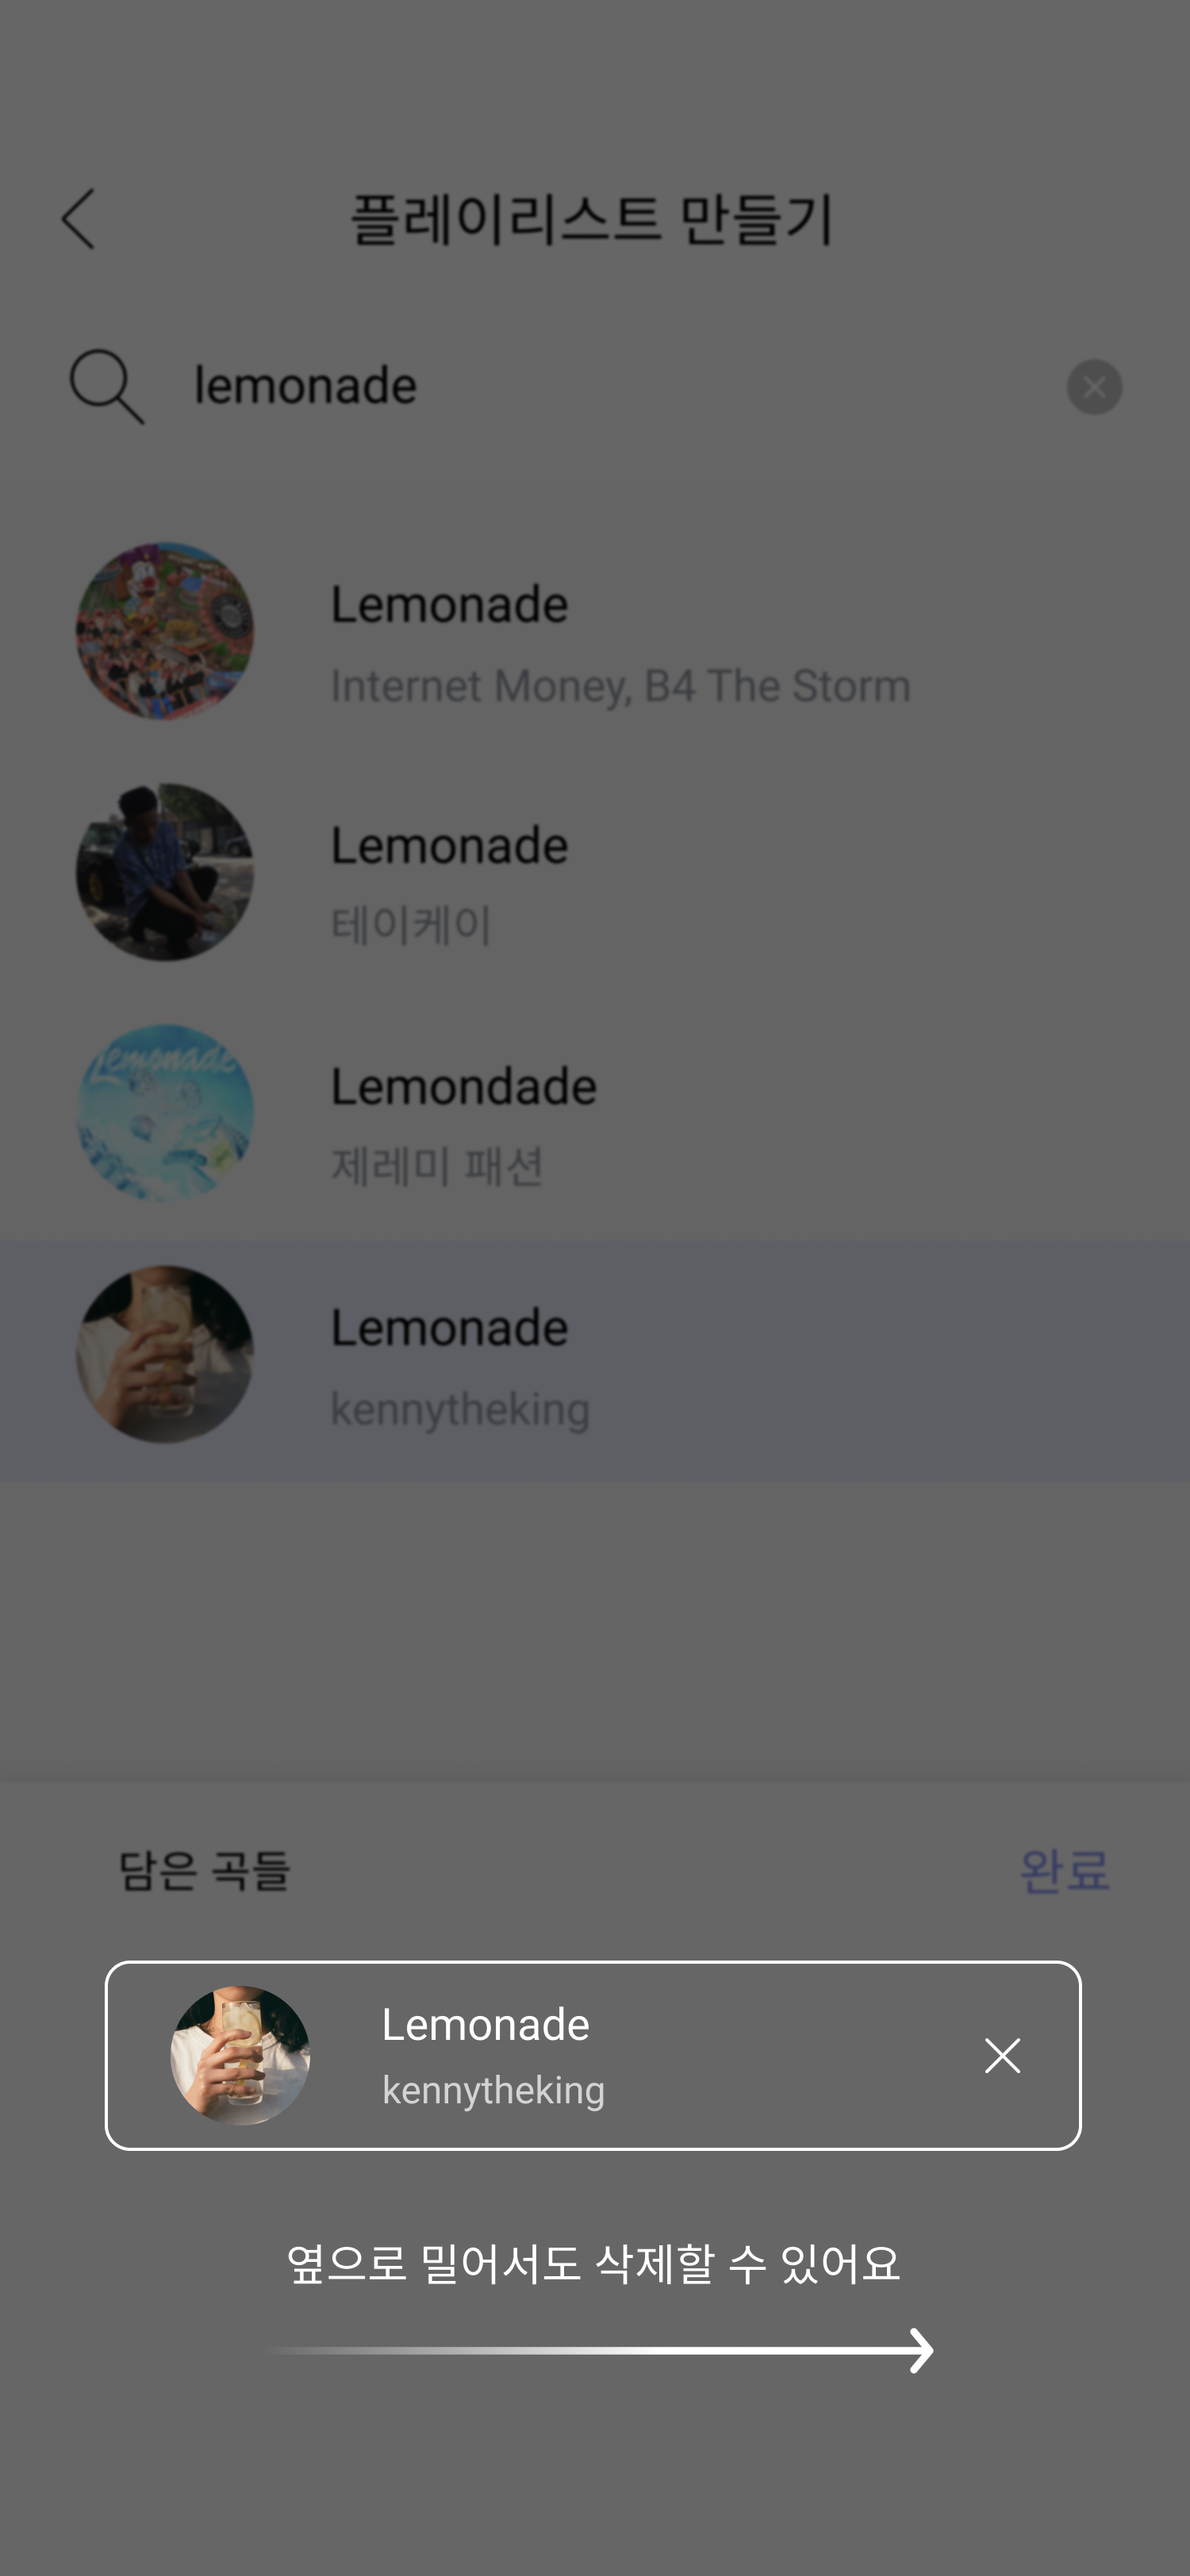 플레이리스트 만들기
lemonade
Lemonade
Internet Money, B4 The Storm
Lemonade
테이케이
Lemonade
Lemondade
제레미 패션
Lemonade
kennytheking
담은 곡들
완료
Lemonade
kennytheking
옆으로 밀어서도 삭제할 수 있어요